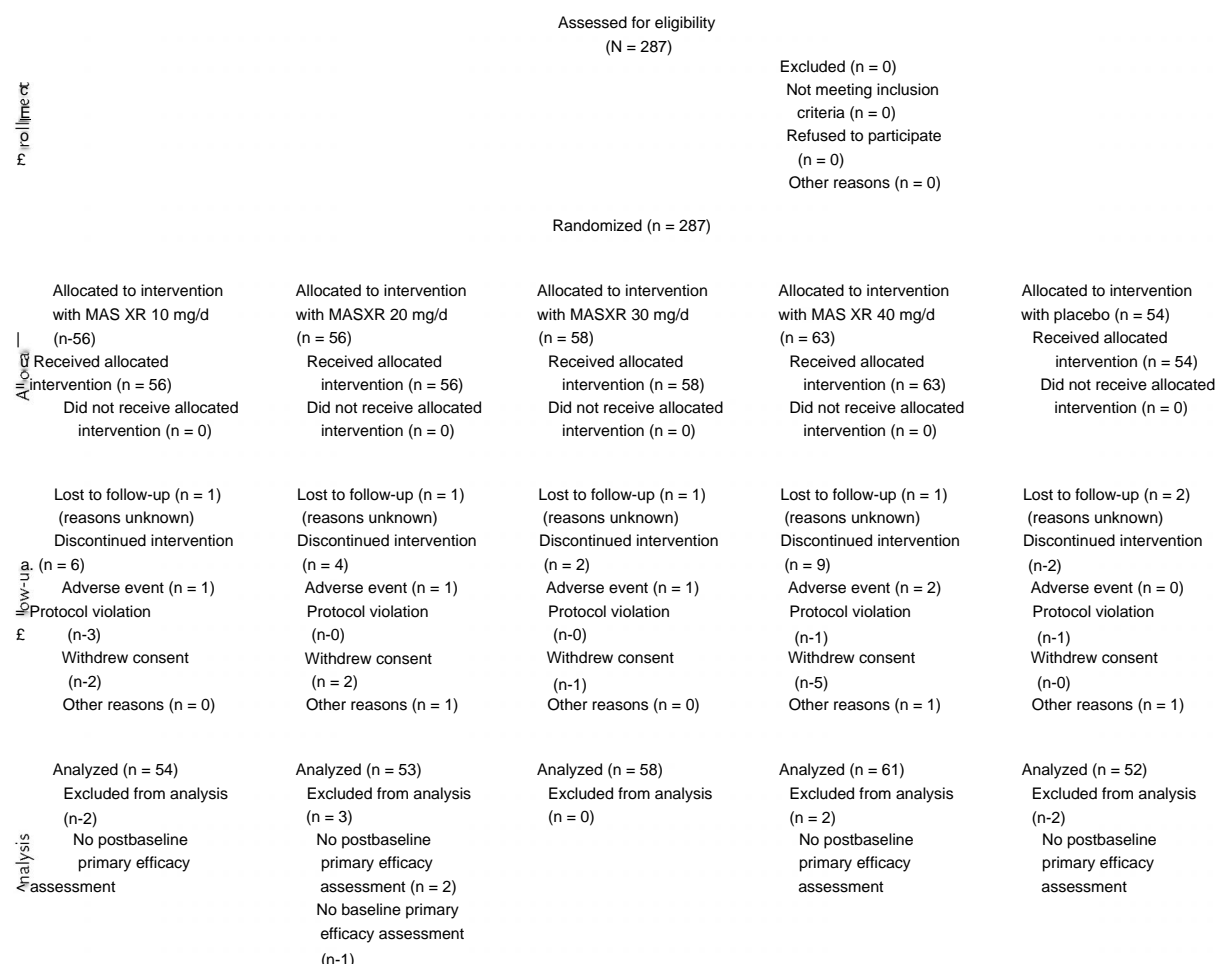 Assessed for eligibility
(N = 287)
Excluded (n = 0)
Not meeting inclusion
criteria (n = 0)
Refused to participate
(n = 0)
Other reasons (n = 0)
Randomized (n = 287)
Allocated to intervention
with MAS XR 10 mg/d
(n-56)
Received allocated
intervention (n = 56)
Did not receive allocated
intervention (n = 0)
Allocated to intervention
with MASXR 20 mg/d
(n = 56)
Received allocated
intervention (n = 56)
Did not receive allocated
intervention (n = 0)
Allocated to intervention
with MASXR 30 mg/d
(n = 58)
Received allocated
intervention (n = 58)
Did not receive allocated
intervention (n = 0)
Allocated to intervention
with MAS XR 40 mg/d
(n = 63)
Received allocated
intervention (n = 63)
Did not receive allocated
intervention (n = 0)
Allocated to intervention
with placebo (n = 54)
Received allocated
intervention (n = 54)
Did not receive allocated
intervention (n = 0)
Lost to follow-up (n = 1)
(reasons unknown)
Discontinued intervention
a. (n = 6)
Adverse event (n = 1)
Protocol violation
(n-3)
Withdrew consent
(n-2)
Other reasons (n = 0)
Lost to follow-up (n = 1)
(reasons unknown)
Discontinued intervention
(n = 4)
Adverse event (n = 1)
Protocol violation
(n-0)
Withdrew consent
(n = 2)
Other reasons (n = 1)
Lost to follow-up (n = 1)
(reasons unknown)
Discontinued intervention
(n = 2)
Adverse event (n = 1)
Protocol violation
(n-0)
Withdrew consent
(n-1)
Other reasons (n = 0)
Lost to follow-up (n = 1)
(reasons unknown)
Discontinued intervention
(n = 9)
Adverse event (n = 2)
Protocol violation
(n-1)
Withdrew consent
(n-5)
Other reasons (n = 1)
Lost to follow-up (n = 2)
(reasons unknown)
Discontinued intervention
(n-2)
Adverse event (n = 0)
Protocol violation
(n-1)
Withdrew consent
(n-0)
Other reasons (n = 1)
Analyzed (n = 54)
Excluded from analysis
(n-2)
No postbaseline
primary efficacy
assessment
Analyzed (n = 53)
Excluded from analysis
(n = 3)
No postbaseline
primary efficacy
assessment (n = 2)
No baseline primary
efficacy assessment
(n-1)
Analyzed (n = 58)
Excluded from analysis
(n = 0)
Analyzed (n = 61)
Excluded from analysis
(n = 2)
No postbaseline
primary efficacy
assessment
Analyzed (n = 52)
Excluded from analysis
(n-2)
No postbaseline
primary efficacy
assessment